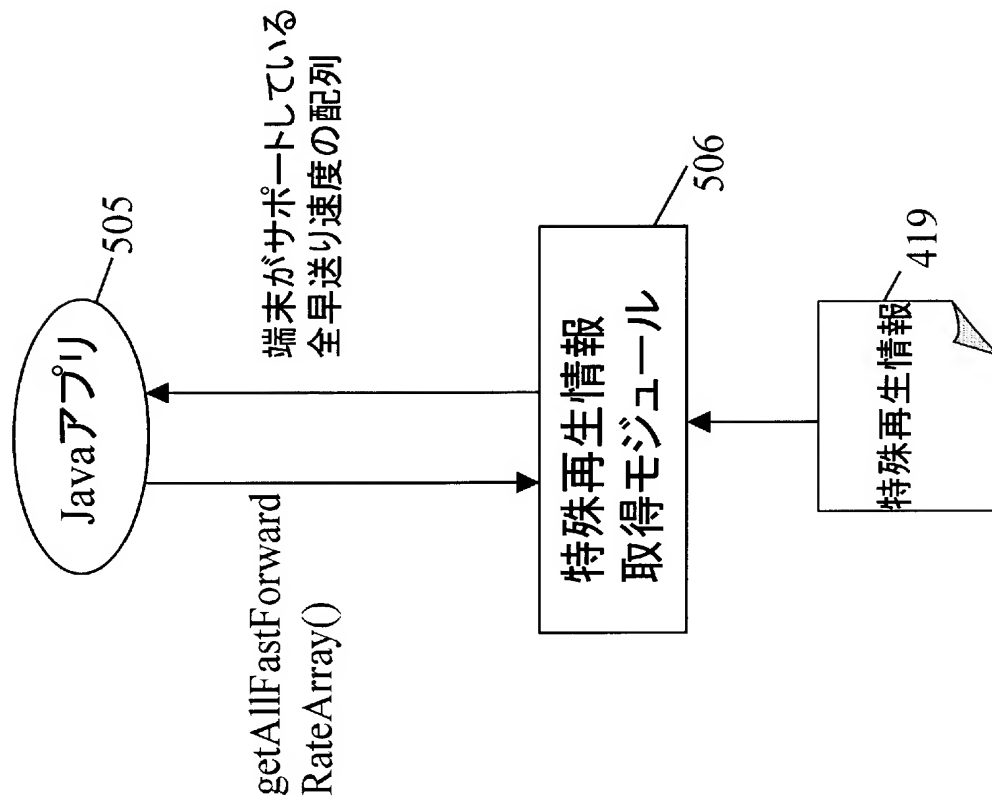 Javaアプリ
505
getAllFastForward
RateArray()
端末がサポートしている
全早送り速度の配列
特殊再生情報
取得モジュール
506
特殊再生情報
419